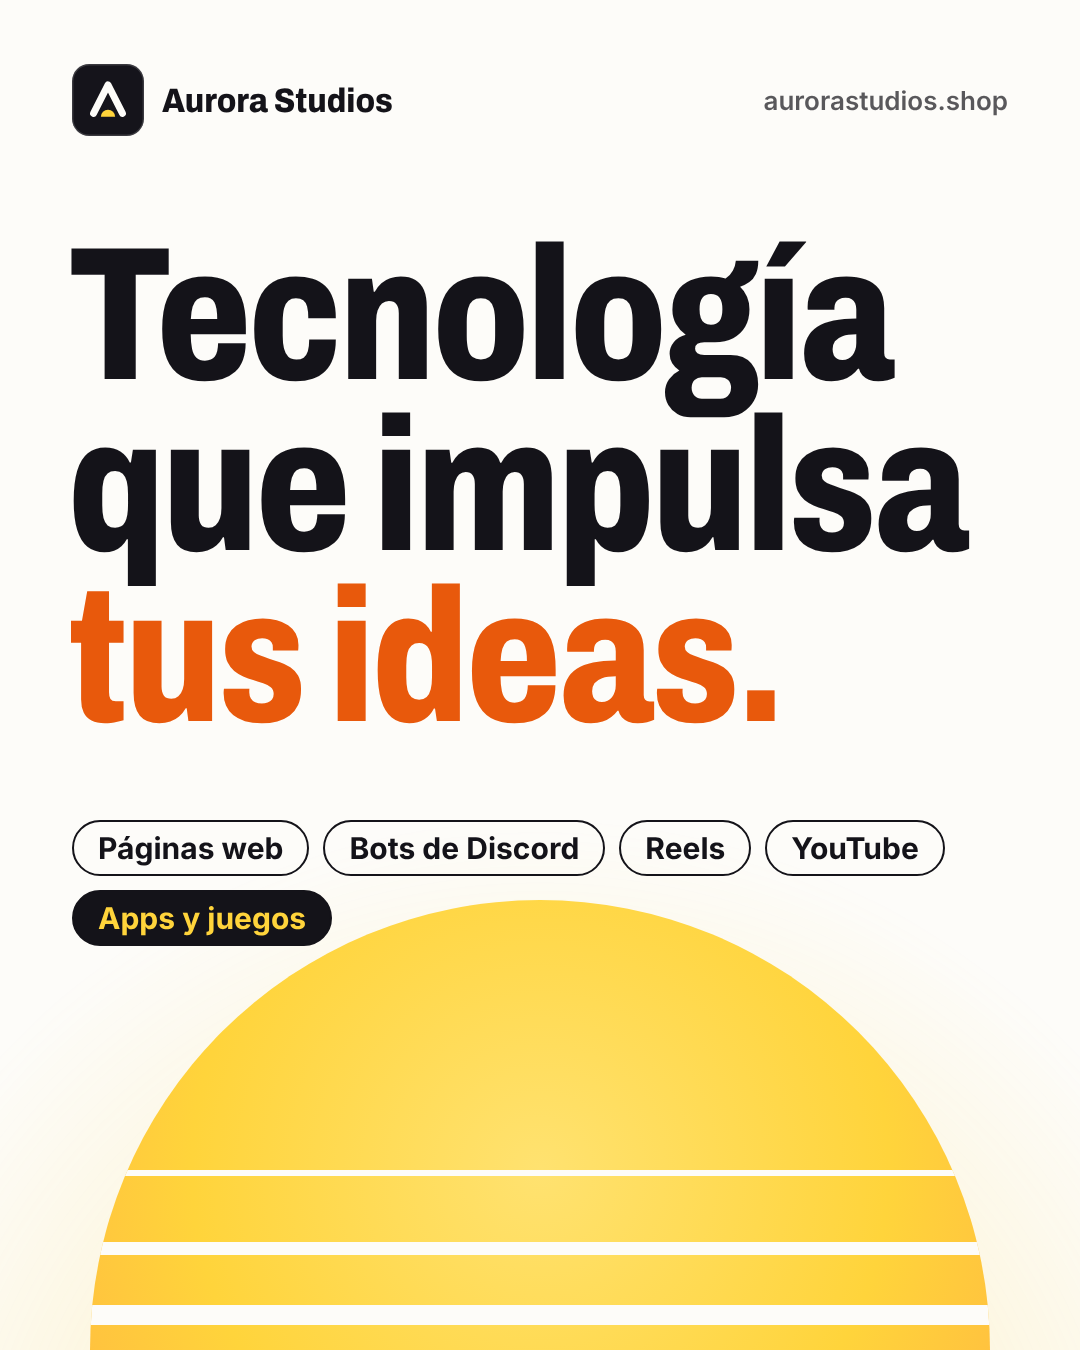 Aurora Studios
aurorastudios.shop
Tecnología
que impulsa
tus ideas.
Páginas web
Bots de Discord
Reels
YouTube
Apps y juegos